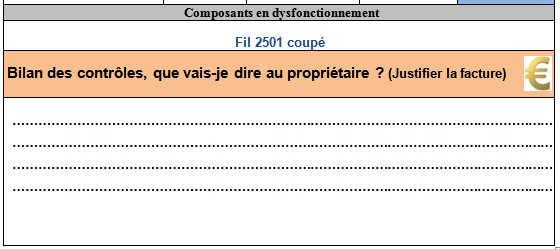 Composants en dysfonctionnement
Fil 2501 coupé
Bilan des contrôles, que vais-je dire au propriétaire ? (Justifier la facture) €
................................................................................................................................
................................................................................................................................
................................................................................................................................
................................................................................................................................